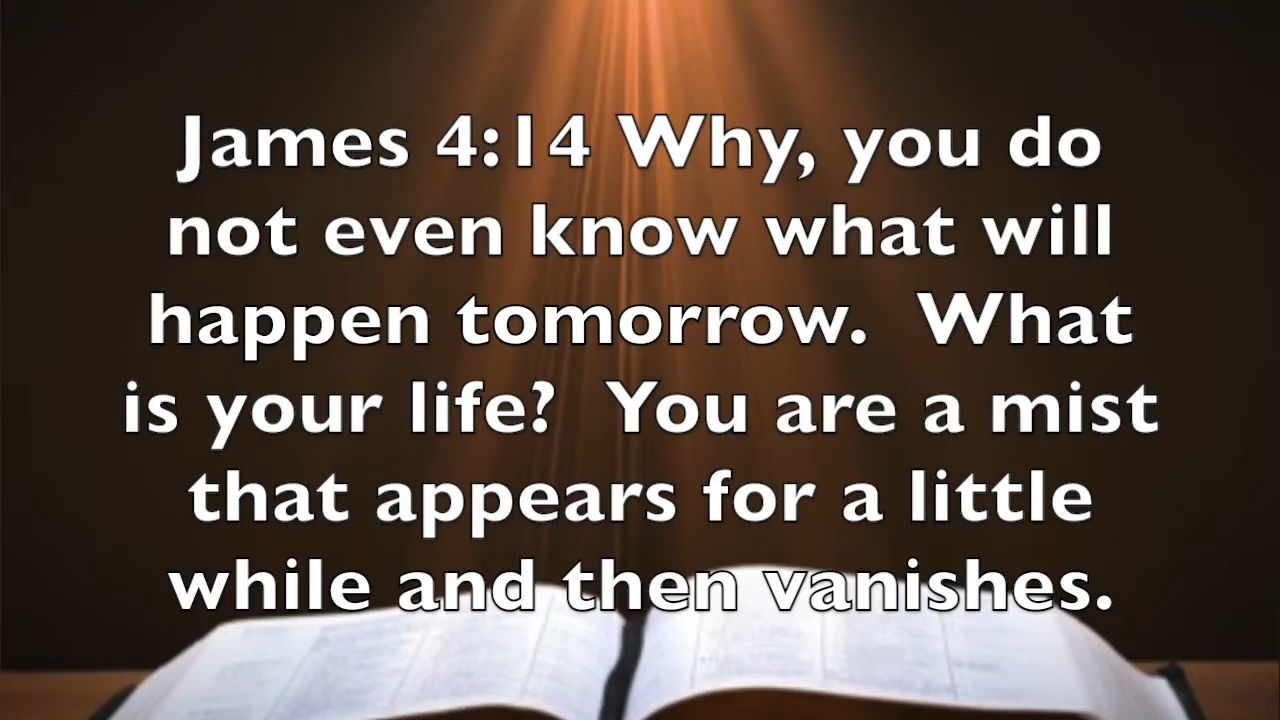 James 4:14 Why, you do
not even know what will
happen tomorrow.  What
is your life?  You are a mist
that appears for a little
while and then vanishes.